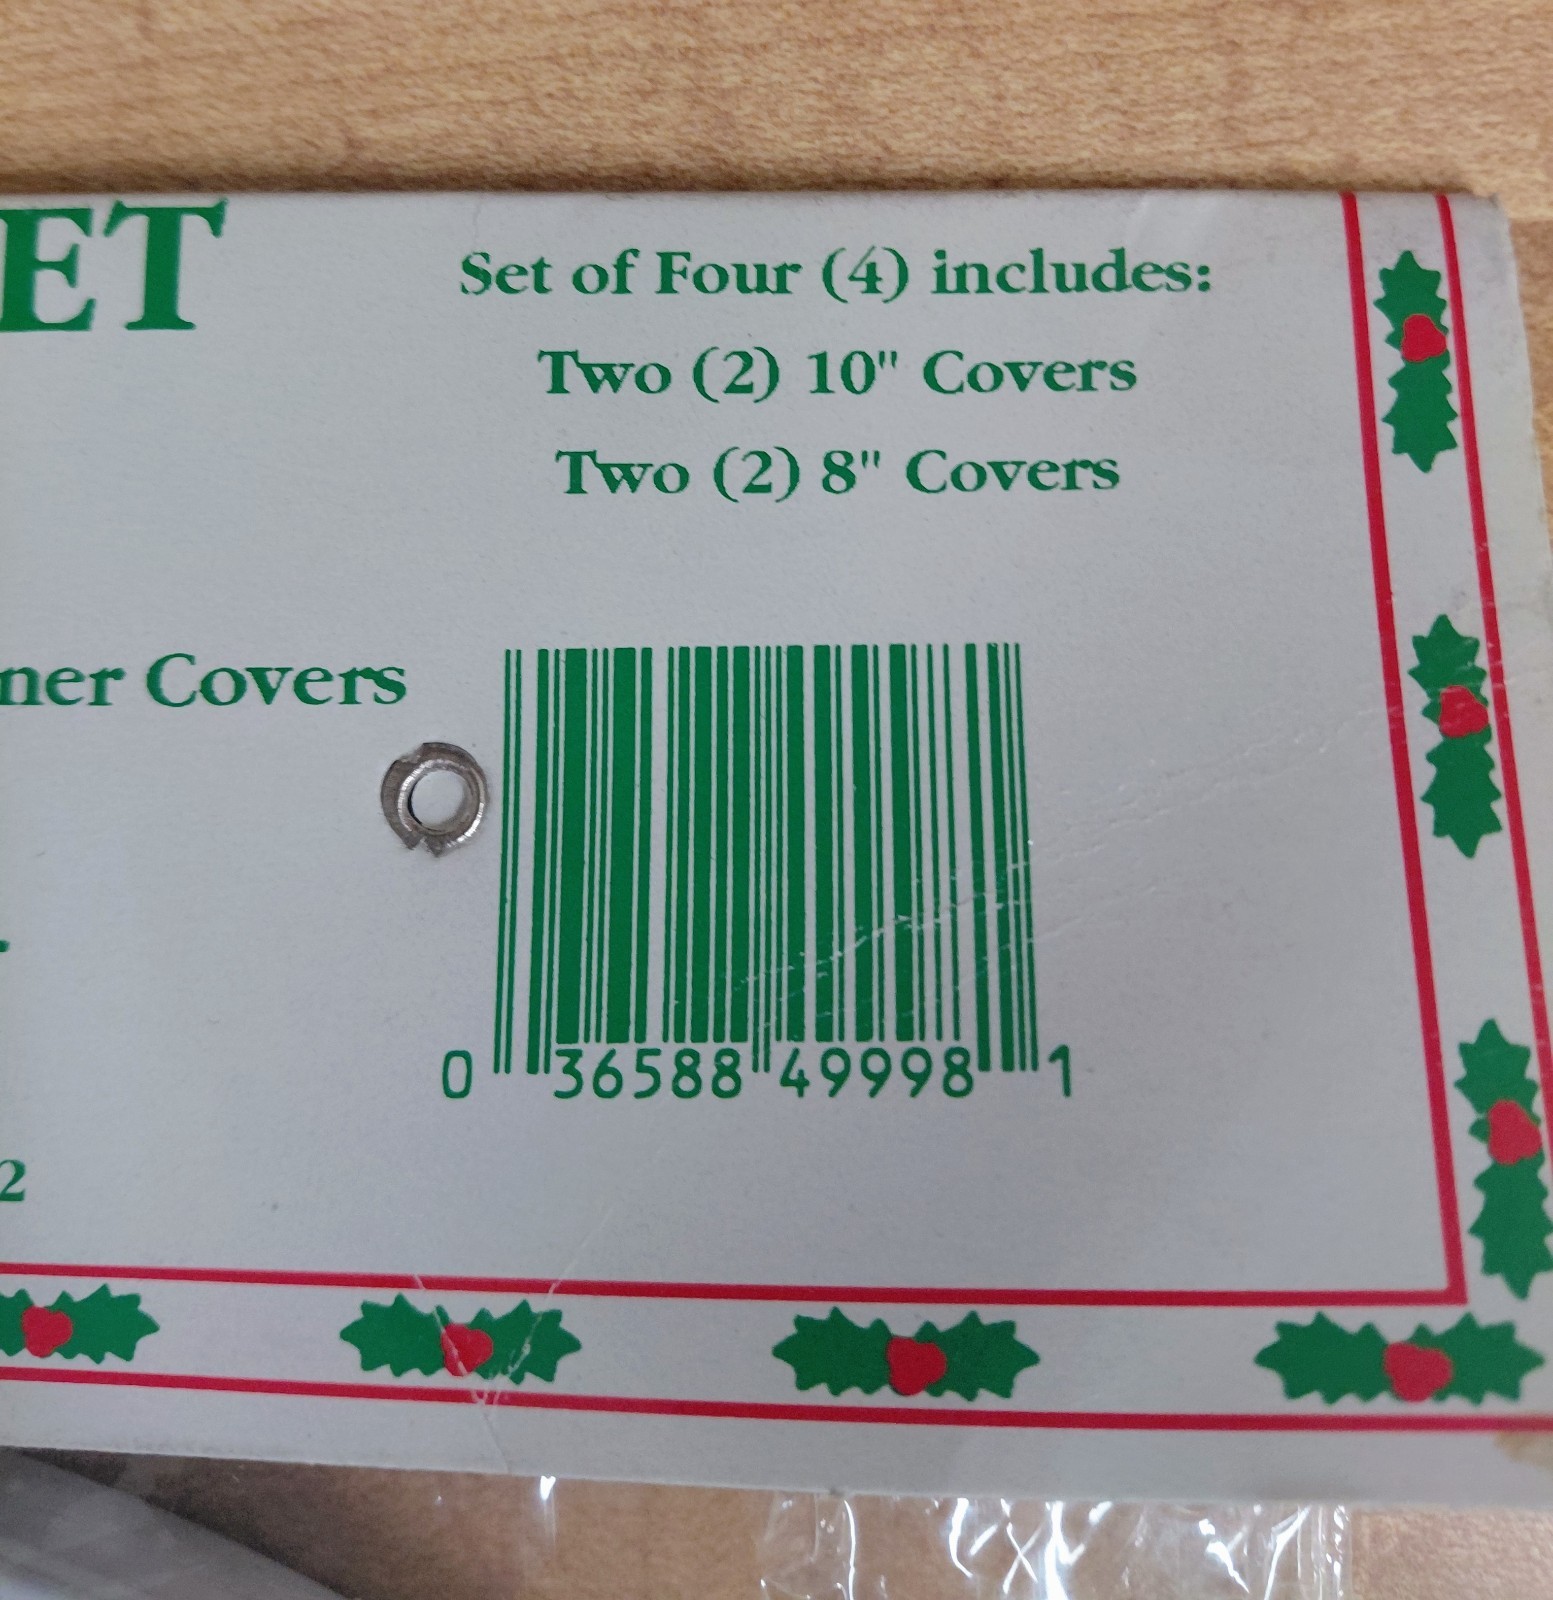 ET
Set of Four (4) includes:
Two (2) 10" Covers
Two (2) 8" Covers
ner Covers
0 36588 49998 1
2